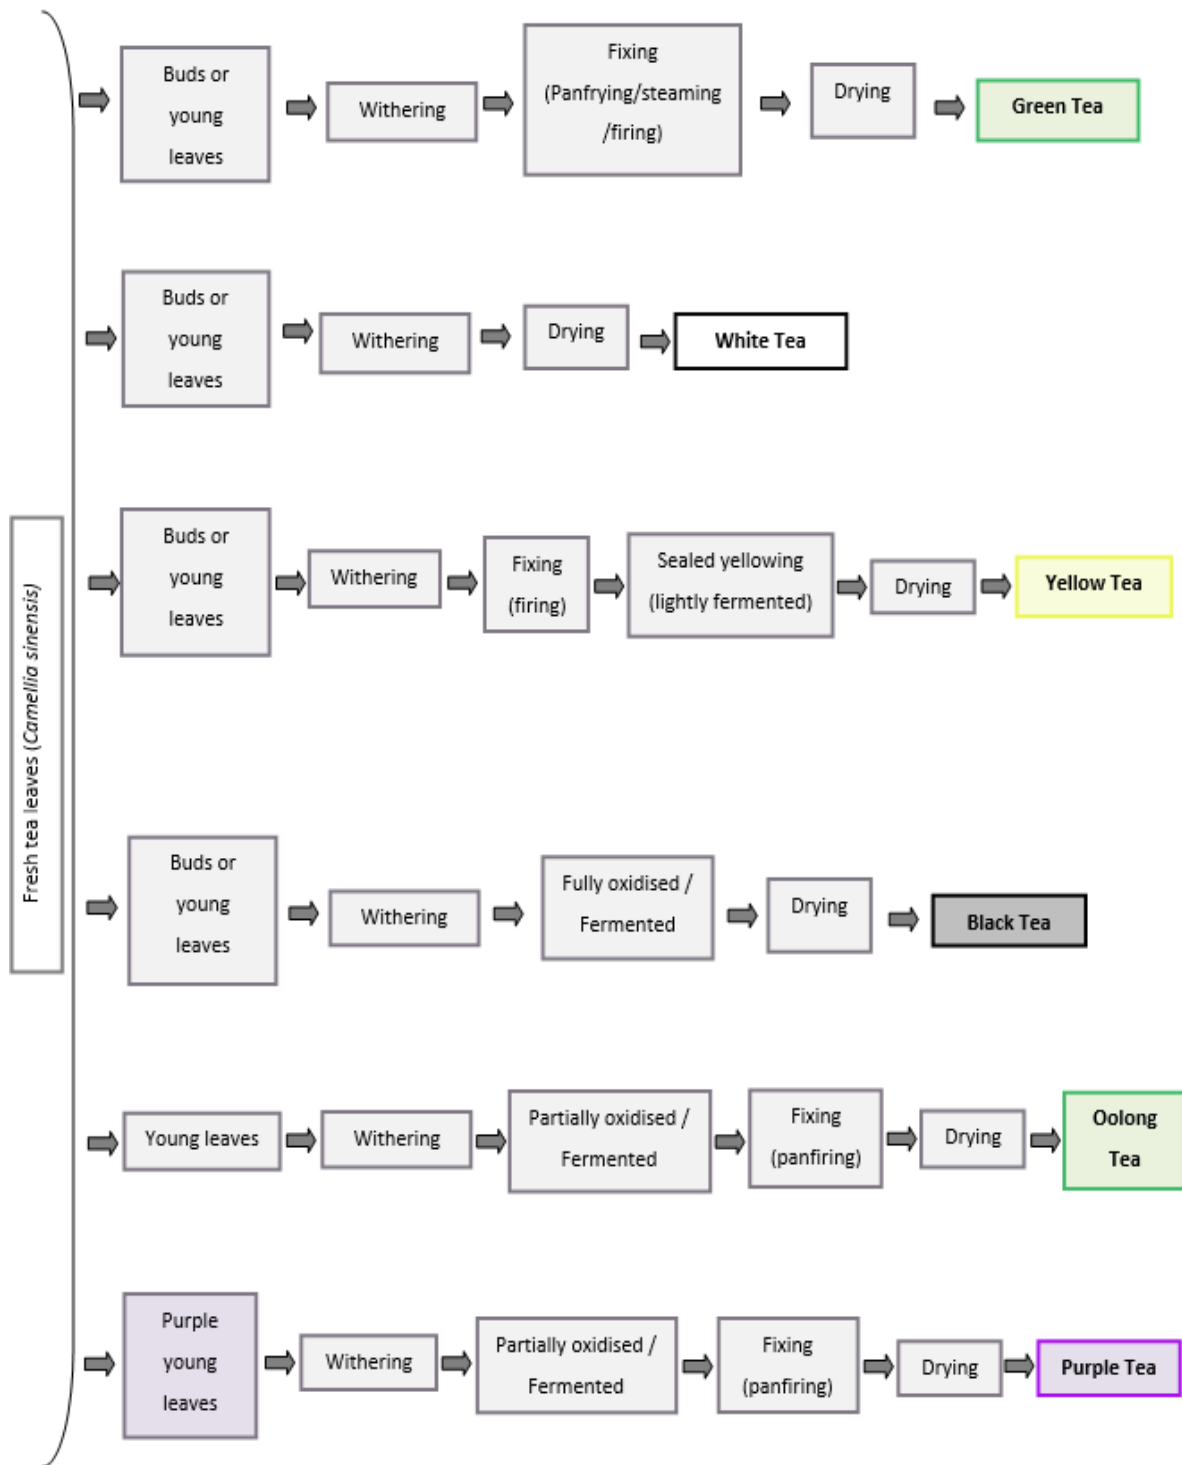 Fresh tea leaves (Camellia sinensis)
Buds or
young
leaves
Withering
Fixing
(Panfrying/steaming
/firing)
Drying
Green Tea
Buds or
young
leaves
Withering
Drying
White Tea
Buds or
young
leaves
Withering
Fixing
(firing)
Sealed yellowing
(lightly fermented)
Drying
Yellow Tea
Buds or
young
leaves
Withering
Fully oxidised /
Fermented
Drying
Black Tea
Young leaves
Withering
Partially oxidised /
Fermented
Fixing
(panfiring)
Drying
Oolong
Tea
Purple
young
leaves
Withering
Partially oxidised /
Fermented
Fixing
(panfiring)
Drying
Purple Tea